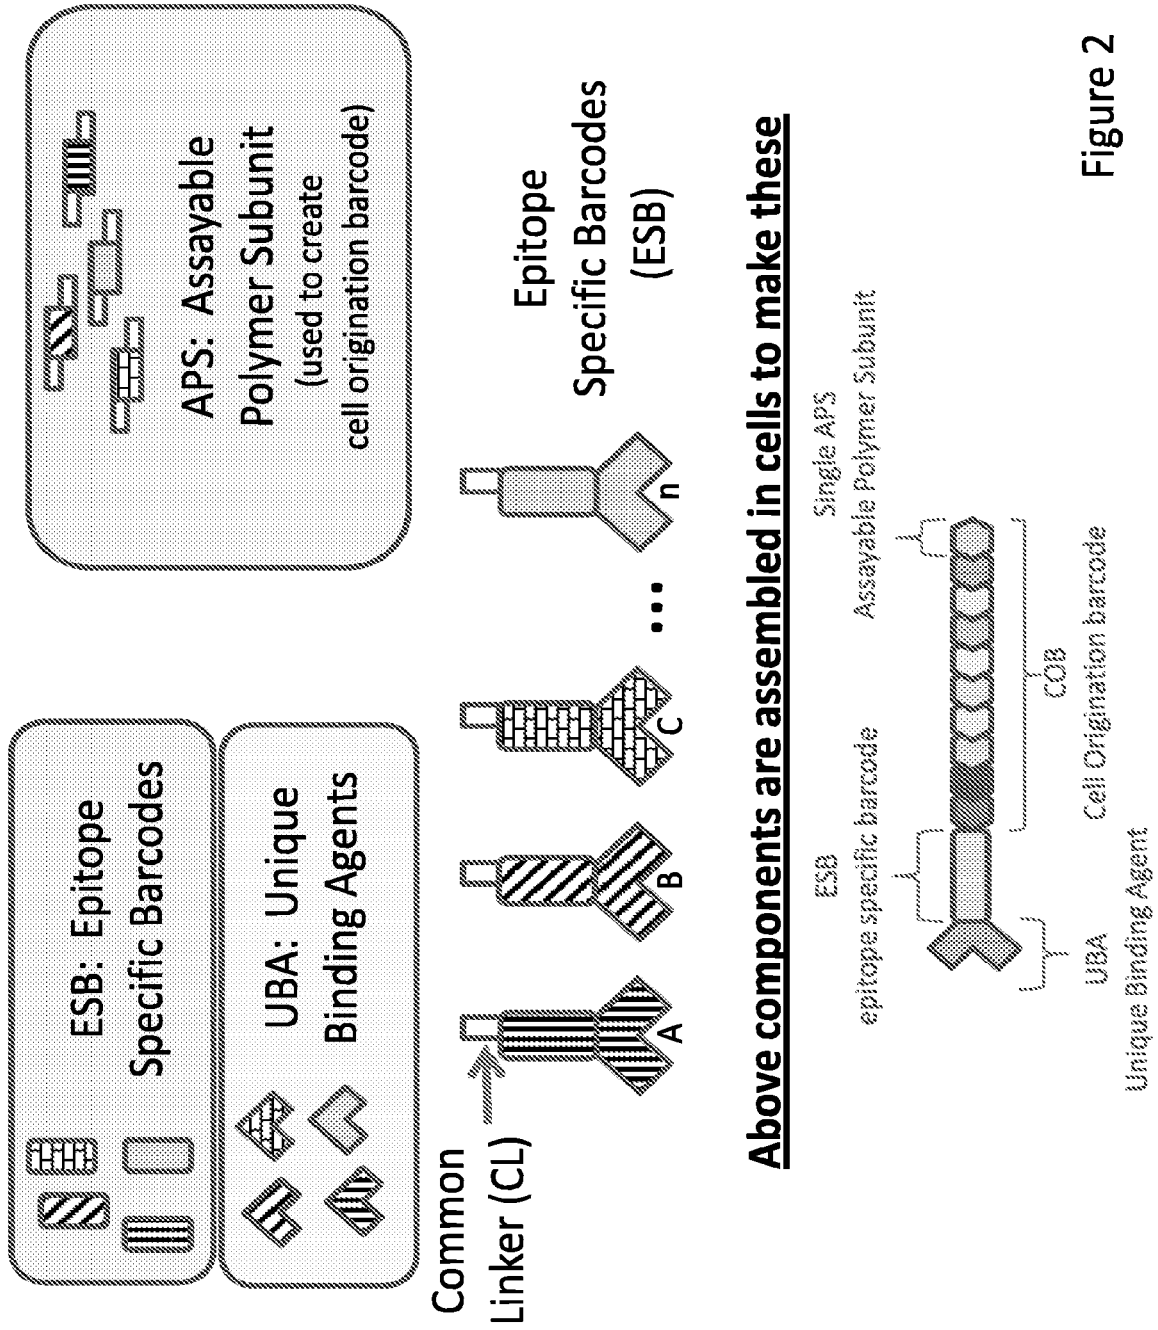 ESB: Epitope
Specific Barcodes
UBA: Unique
Binding Agents
APS: Assayable
Polymer Subunit
(used to create
cell origination barcode)
Common
Linker (CL)
A
B
C
...
n
Epitope
Specific Barcodes
(ESB)
Above components are assembled in cells to make these
ESB
epitope specific barcode
Single APS
Assayable Polymer Subunit
UBA
Unique Binding Agent
COB
Cell Origination barcode
Figure 2